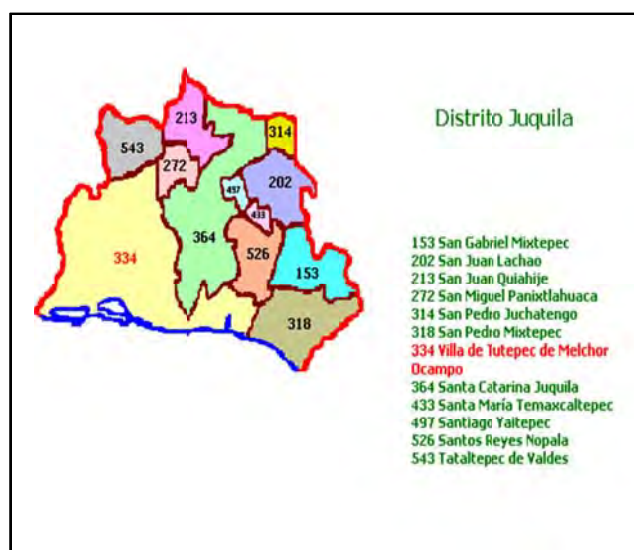 Distrito Juquila
213
314
543
272
202
497
433
364
334
526
153
318
153 San Gabriel Mixtepec
202 San Juan Lachao
213 San Juan Quiahije
272 San Miguel Panixtlahuaca
314 San Pedro Juchatengo
318 San Pedro Mixtepec
334 Villa de Tutepec de Melchor
Ocampo
364 Santa Catarina Juquila
433 Santa María Temaxcaltepec
497 Santiago Yaitepec
526 Santos Reyes Nopala
543 Tataltepec de Valdes